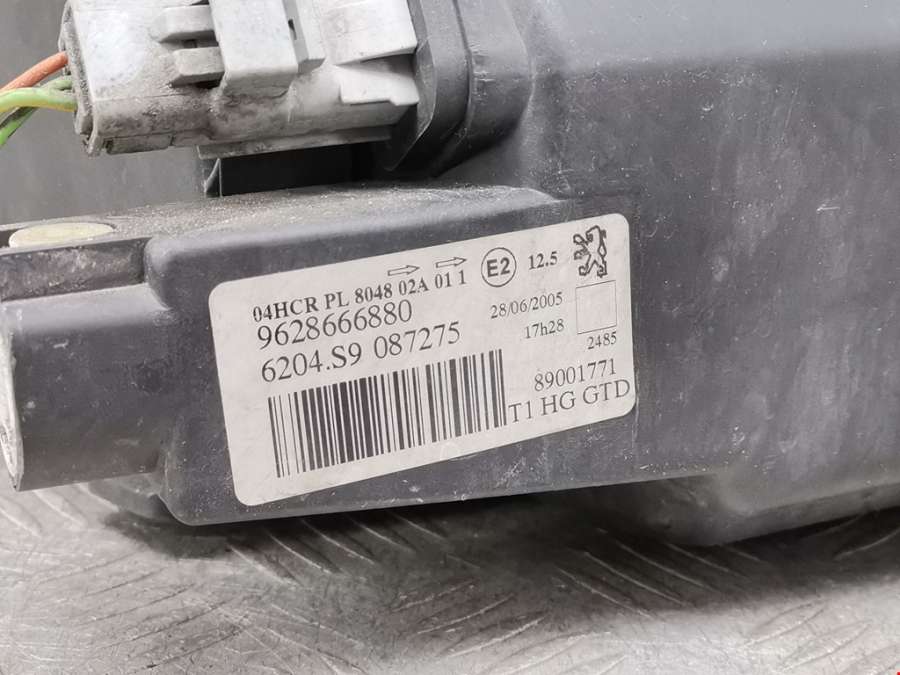 04HCR PL 8048 02A 01 1 E2 12.5
9628666880 28/06/2005
6204.S9 087275 17h28
2485
89001771
T1 HG GTD